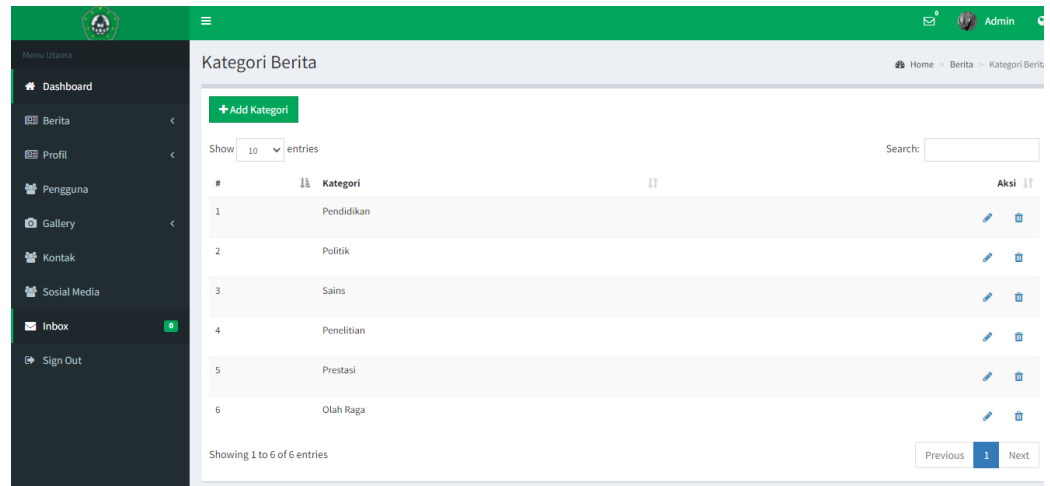 0
Admin
Menu Utama
Kategori Berita
Home > Berita > Kategori Berita
Dashboard
+ Add Kategori
Berita
Profil
Show 10 entries
Search:
Pengguna
# Kategori Aksi
1 Pendidikan
Gallery
2 Politik
Kontak
3 Sains
Sosial Media
Inbox 0
4 Penelitian
Sign Out
5 Prestasi
6 Olah Raga
Showing 1 to 6 of 6 entries
Previous 1 Next